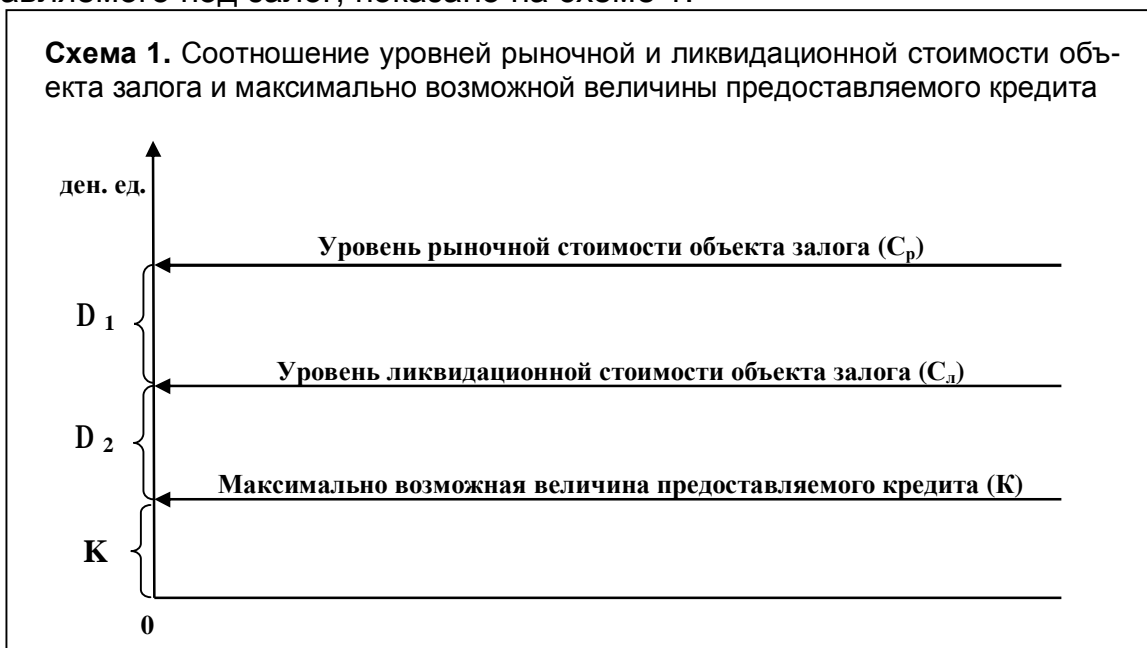 авляемого под залог, показано на схеме 1.
Схема 1. Соотношение уровней рыночной и ликвидационной стоимости объ-
екта залога и максимально возможной величины предоставляемого кредита
ден. ед.
Уровень рыночной стоимости объекта залога (Ср)
D 1
Уровень ликвидационной стоимости объекта залога (Сл)
D 2
Максимально возможная величина предоставляемого кредита (К)
К
0